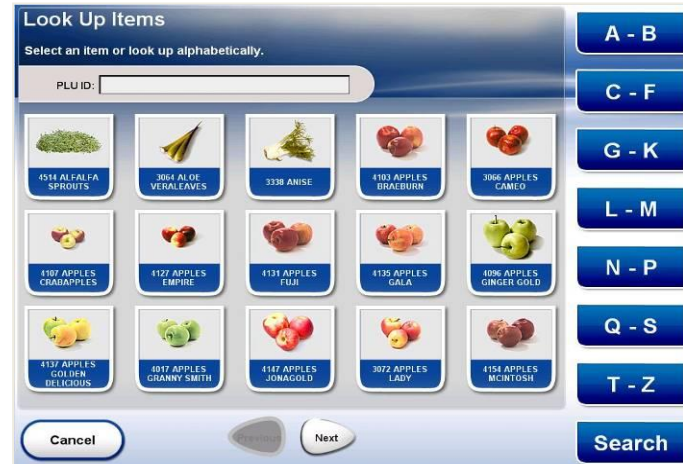 Look Up Items
Select an item or look up alphabetically.
PLU ID:
4514 ALFALFA
SPROUTS
3064 ALOE
VERALEAVES
3338 ANISE
4103 APPLES
BRAEBURN
3066 APPLES
CAMEO
4107 APPLES
CRABAPPLES
4127 APPLES
EMPIRE
4131 APPLES
FUJI
4135 APPLES
GALA
4096 APPLES
GINGER GOLD
4137 APPLES
GOLDEN
DELICIOUS
4017 APPLES
GRANNY SMITH
4147 APPLES
JONAGOLD
3072 APPLES
LADY
4154 APPLES
MCINTOSH
Cancel
Previous
Next
A - B
C - F
G - K
L - M
N - P
Q - S
T - Z
Search